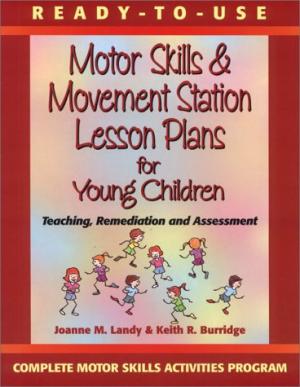 READY-TO-USE
Motor Skills &
Movement Station
Lesson Plans
for
Young Children
Teaching, Remediation and Assessment
Joanne M. Landy & Keith R. Burridge
COMPLETE MOTOR SKILLS ACTIVITIES PROGRAM